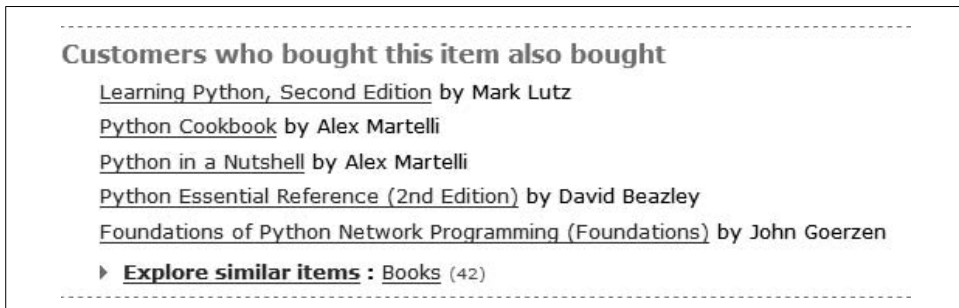 Customers who bought this item also bought
Learning Python, Second Edition by Mark Lutz
Python Cookbook by Alex Martelli
Python in a Nutshell by Alex Martelli
Python Essential Reference (2nd Edition) by David Beazley
Foundations of Python Network Programming (Foundations) by John Goerzen
Explore similar items : Books (42)